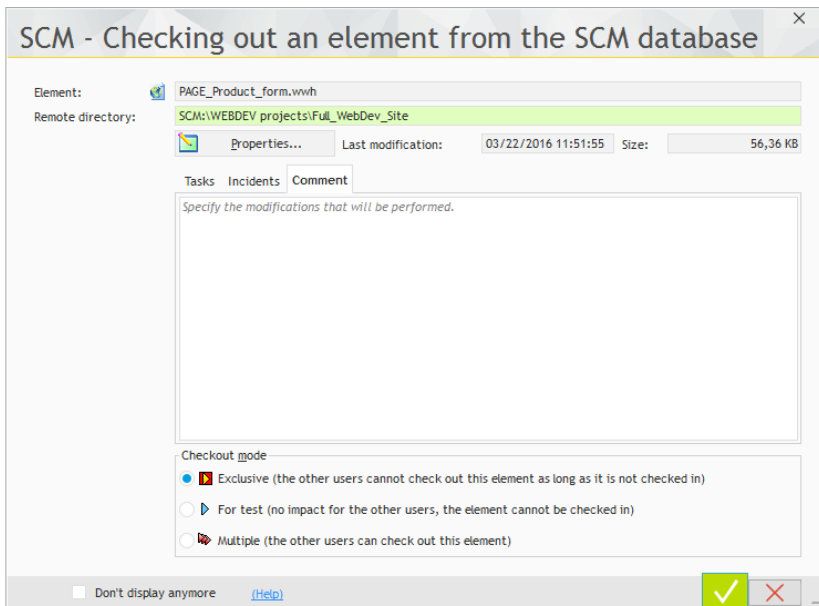 SCM - Checking out an element from the SCM database
Element: PAGE_Product_form.wwh
Remote directory: SCM:\WEBDEV projects\Full_WebDev_Site
Properties... Last modification: 03/22/2016 11:51:55 Size: 56,36 KB
Tasks Incidents Comment
Specify the modifications that will be performed.
Checkout mode
Exclusive (the other users cannot check out this element as long as it is not checked in)
For test (no impact for the other users, the element cannot be checked in)
Multiple (the other users can check out this element)
Don't display anymore (Help)